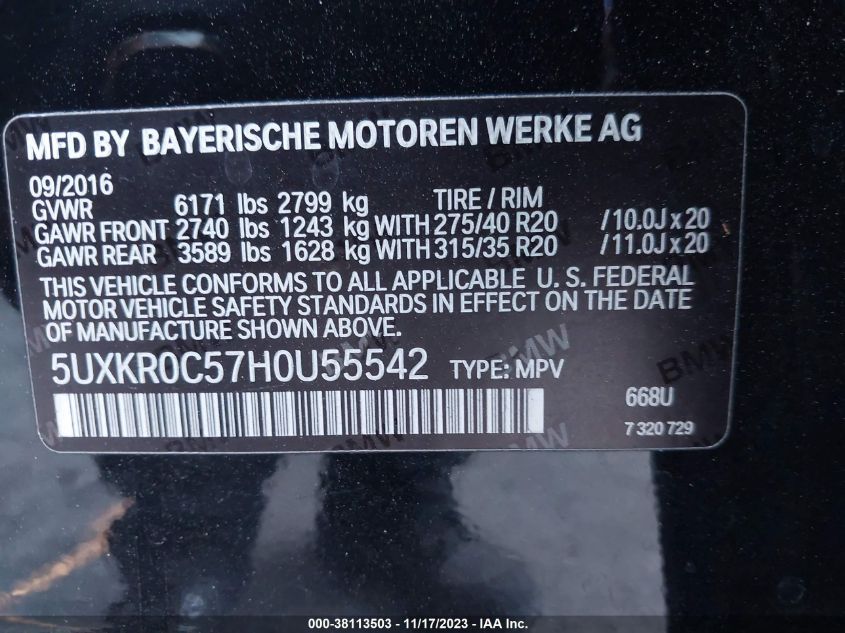 MFD BY BAYERISCHE MOTOREN WERKE AG
09/2016
GVWR 6171 lbs 2799 kg TIRE / RIM
GAWR FRONT 2740 lbs 1243 kg WITH 275/40 R20 /10.0J x 20
GAWR REAR 3589 lbs 1628 kg WITH 315/35 R20 /11.0J x 20
THIS VEHICLE CONFORMS TO ALL APPLICABLE U. S. FEDERAL
MOTOR VEHICLE SAFETY STANDARDS IN EFFECT ON THE DATE
OF MANUFACTURE SHOWN ABOVE.
5UXKR0C57H0U55542 TYPE: MPV
668U
7 320 729
000-38113503 - 11/17/2023 - IAA Inc.